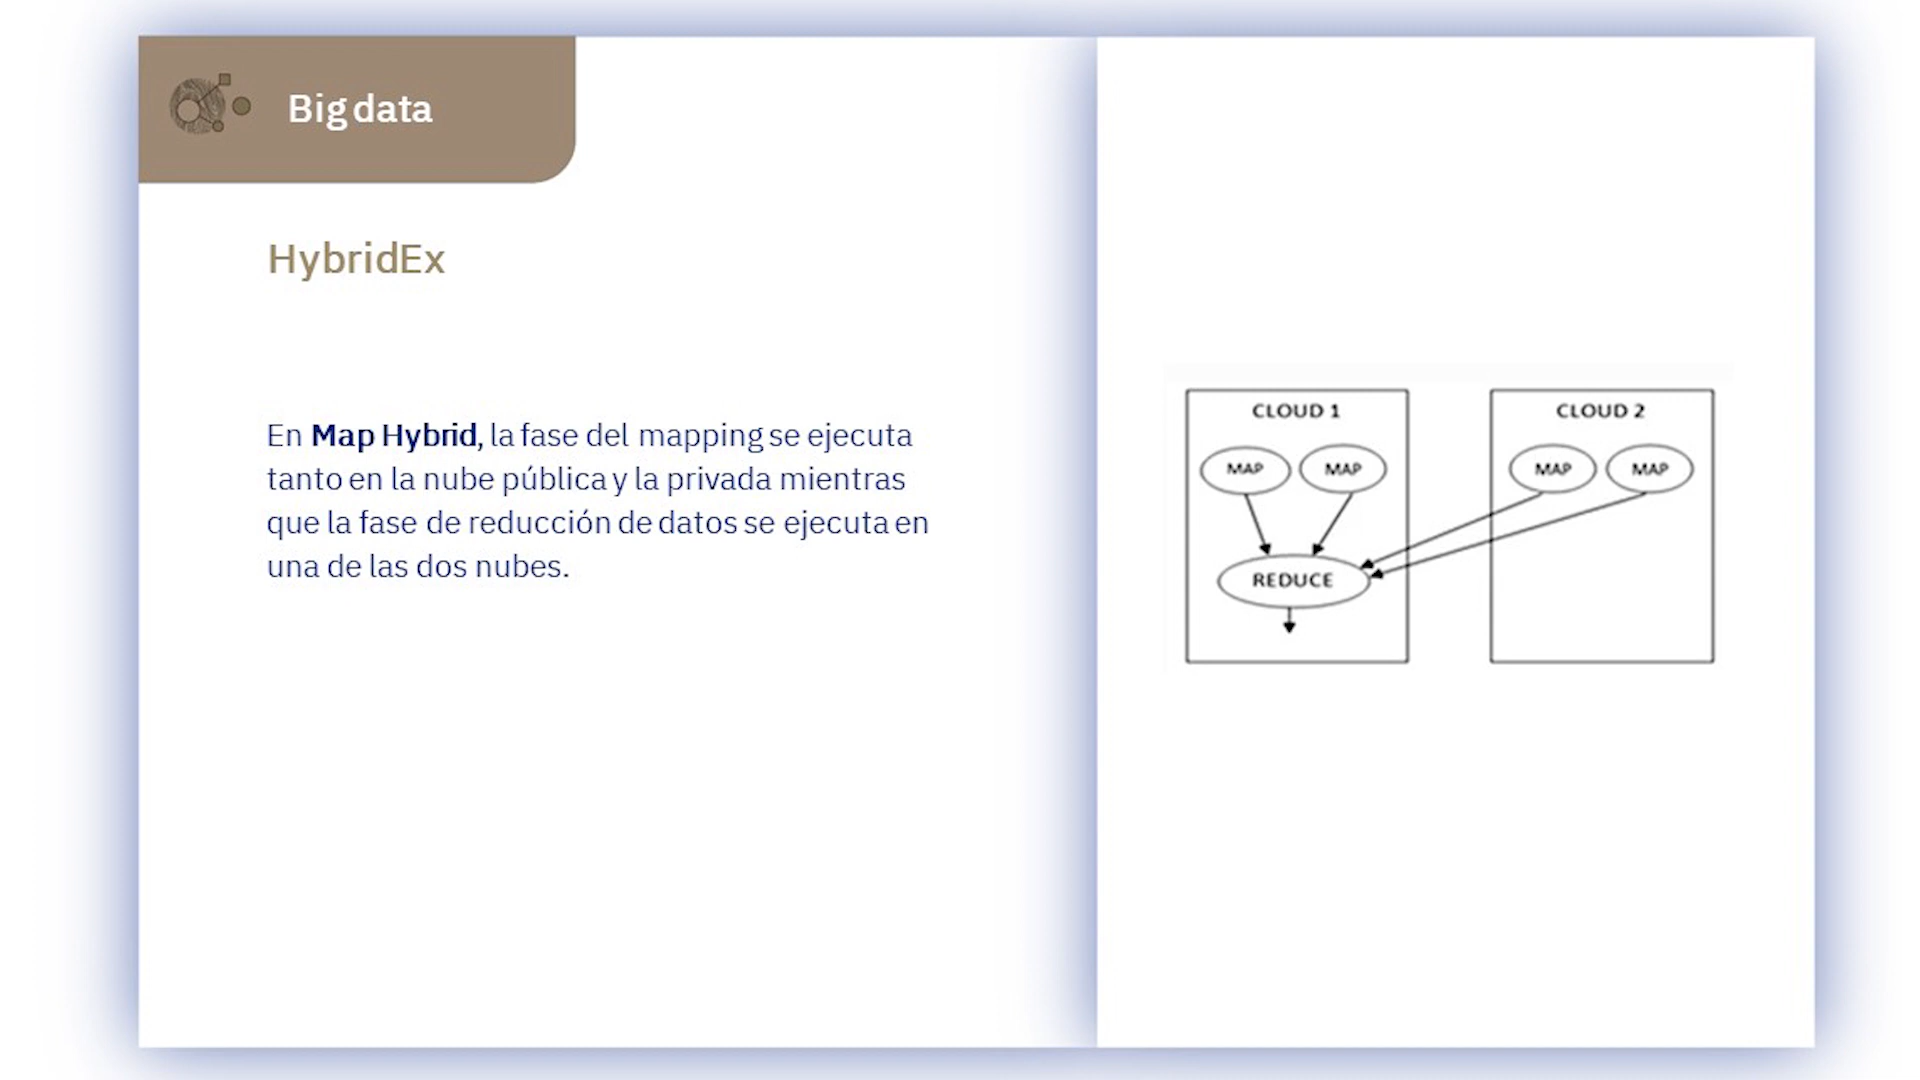 Big data
HybridEx
En Map Hybrid, la fase del mapping se ejecuta
tanto en la nube pública y la privada mientras
que la fase de reducción de datos se ejecuta en
una de las dos nubes.
CLOUD 1
MAP
MAP
REDUCE
CLOUD 2
MAP
MAP